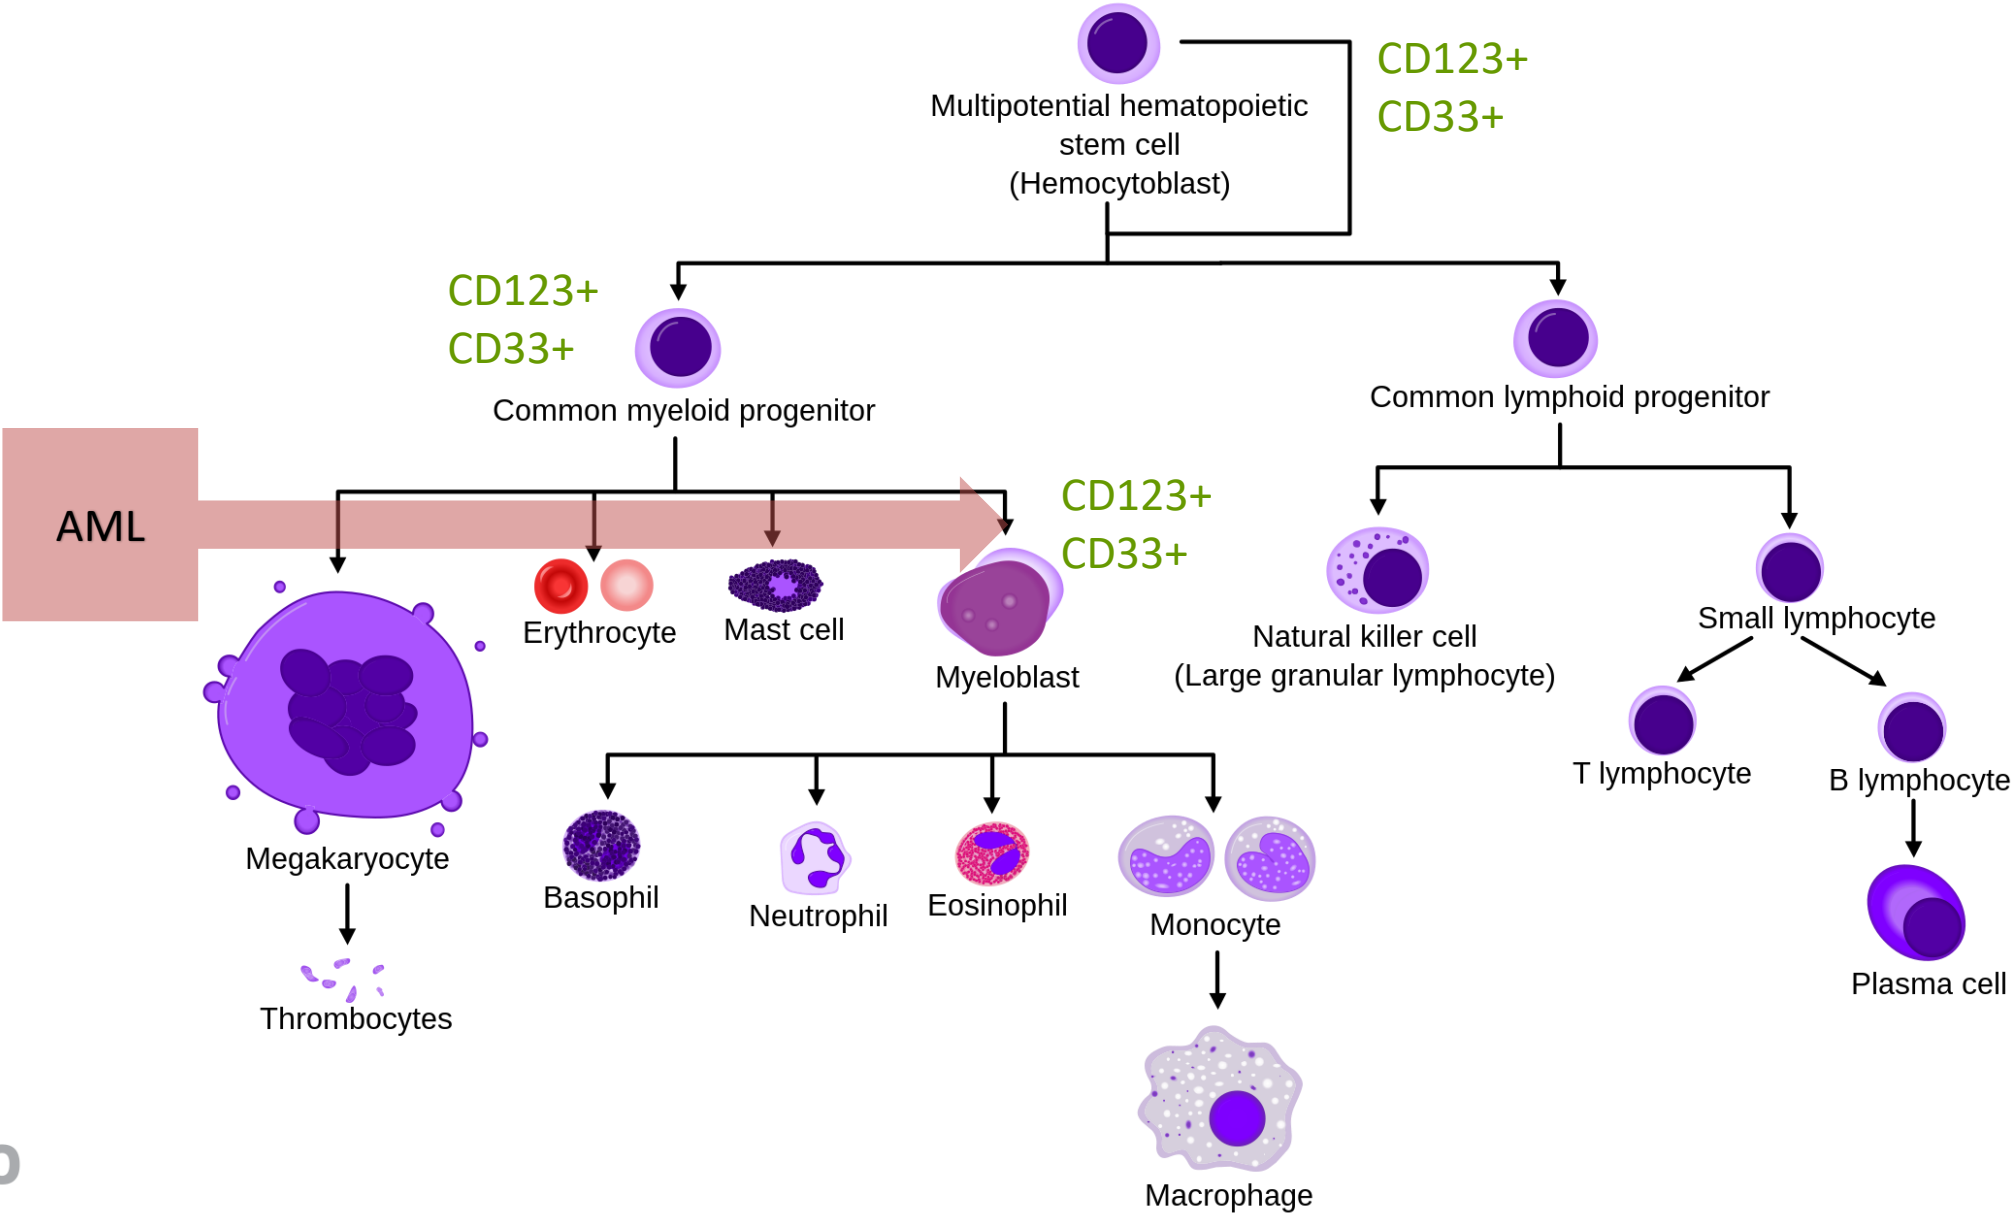 CD123+
CD33+
Multipotential hematopoietic
stem cell
(Hemocytoblast)
CD123+
CD33+
Common myeloid progenitor
Common lymphoid progenitor
AML
CD123+
CD33+
Erythrocyte
Mast cell
Myeloblast
Natural killer cell
(Large granular lymphocyte)
Small lymphocyte
T lymphocyte
B lymphocyte
Megakaryocyte
Basophil
Neutrophil
Eosinophil
Monocyte
Plasma cell
Thrombocytes
Macrophage